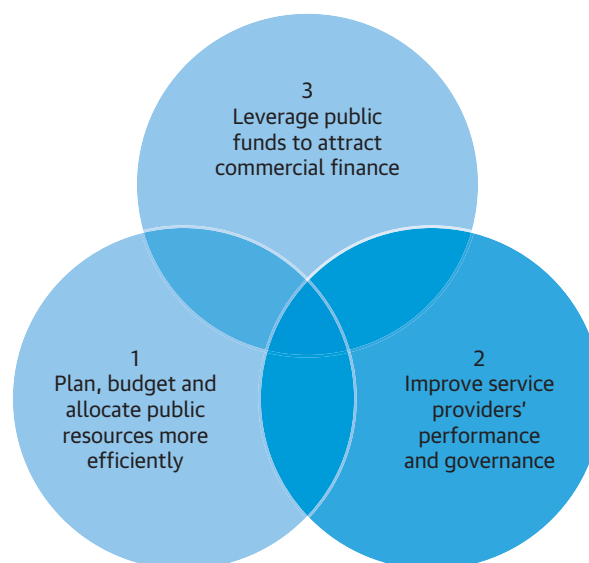 3
Leverage public
funds to attract
commercial finance
1
Plan, budget and
allocate public
resources more
efficiently
2
Improve service
providers'
performance
and governance